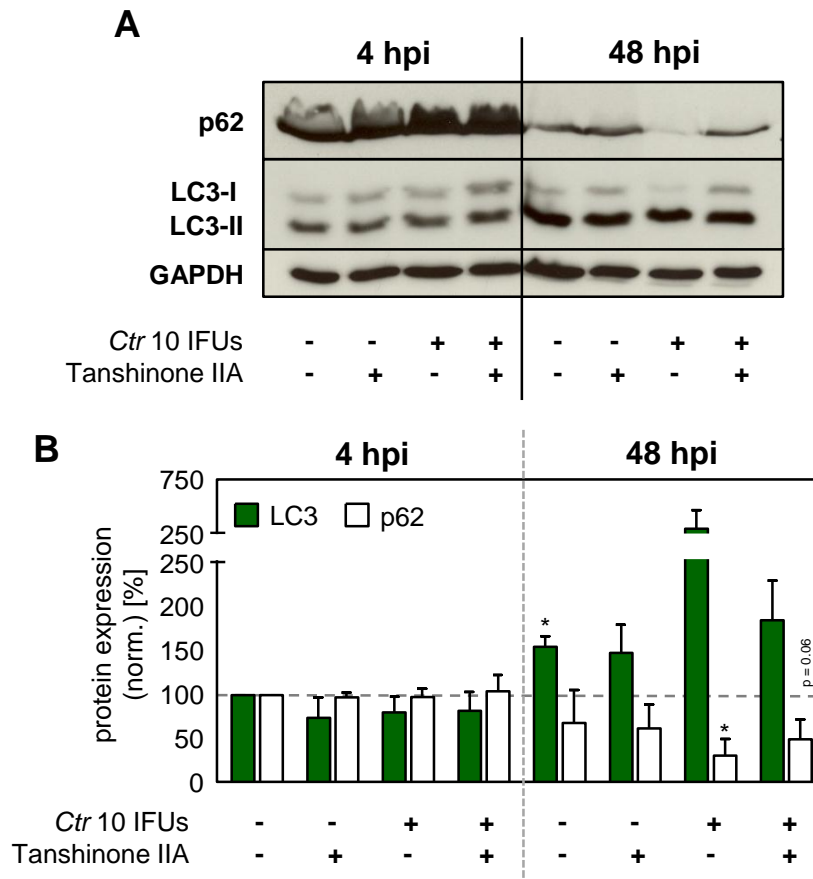 A
4 hpi 48 hpi
p62
LC3-I
LC3-II
GAPDH
Ctr 10 IFUs - - + + - - + +
Tanshinone IIA - + - + - + - +
B
4 hpi 48 hpi
750
250
250
200
150
100
50
0
protein expression
(norm.) [%]
LC3 p62
*
*
p = 0.06
Ctr 10 IFUs - - + + - - + +
Tanshinone IIA - + - + - + - +